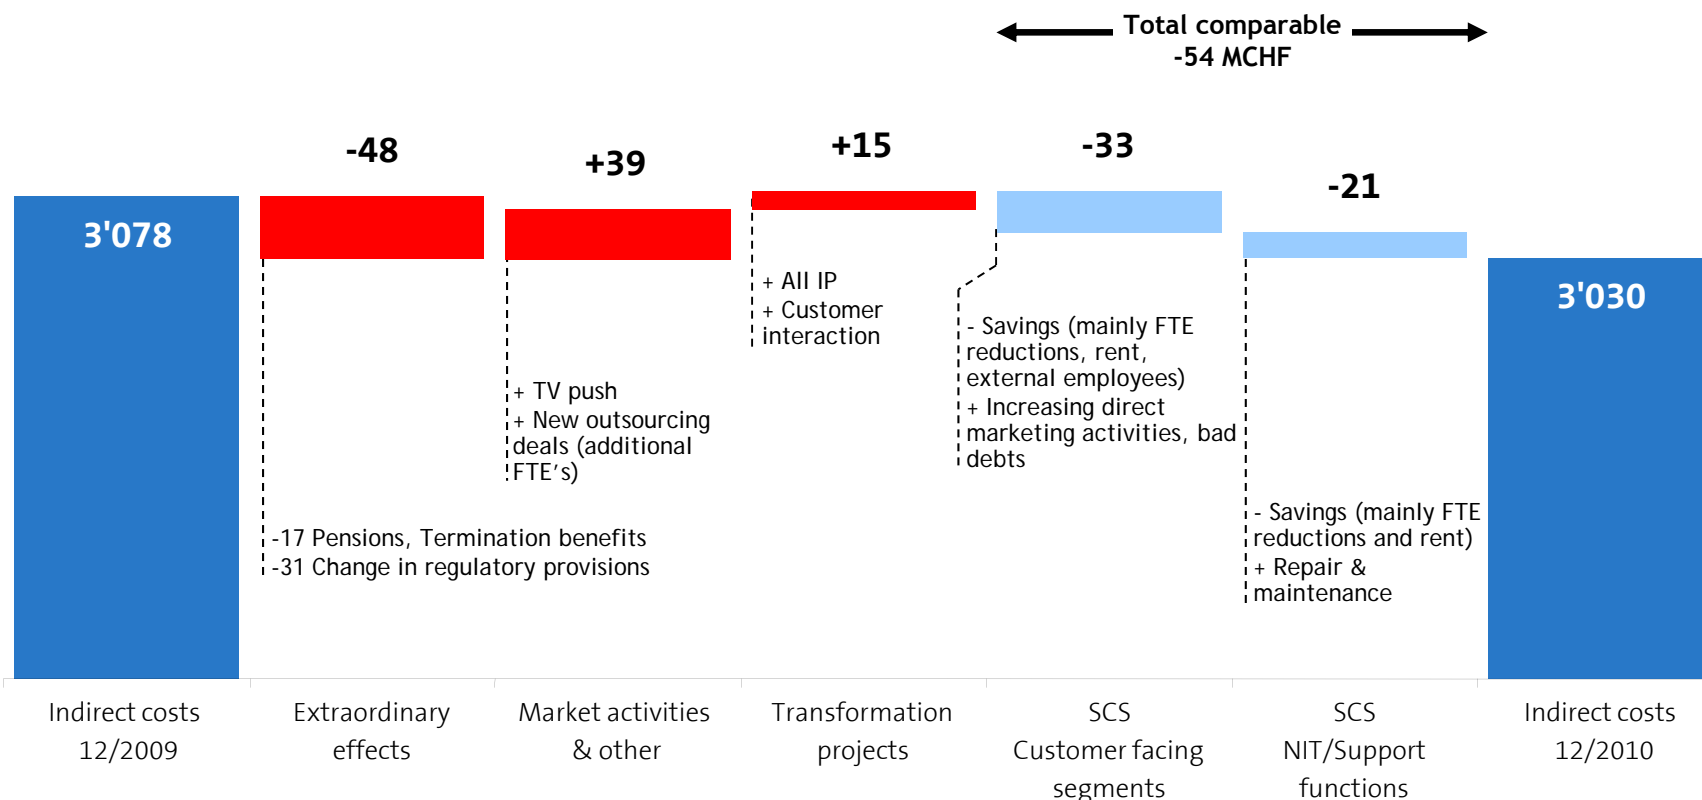 Total comparable
-54 MCHF
-48
+39
+15
-33
-21
3'078
3'030
+ All IP
+ Customer
interaction
- Savings (mainly FTE
reductions, rent,
external employees)
+ Increasing direct
marketing activities, bad
debts
+ TV push
+ New outsourcing
deals (additional
FTE's)
- Savings (mainly FTE
reductions and rent)
+ Repair &
maintenance
-17 Pensions, Termination benefits
-31 Change in regulatory provisions
Indirect costs
12/2009
Extraordinary
effects
Market activities
& other
Transformation
projects
SCS
Customer facing
segments
SCS
NIT/Support
functions
Indirect costs
12/2010